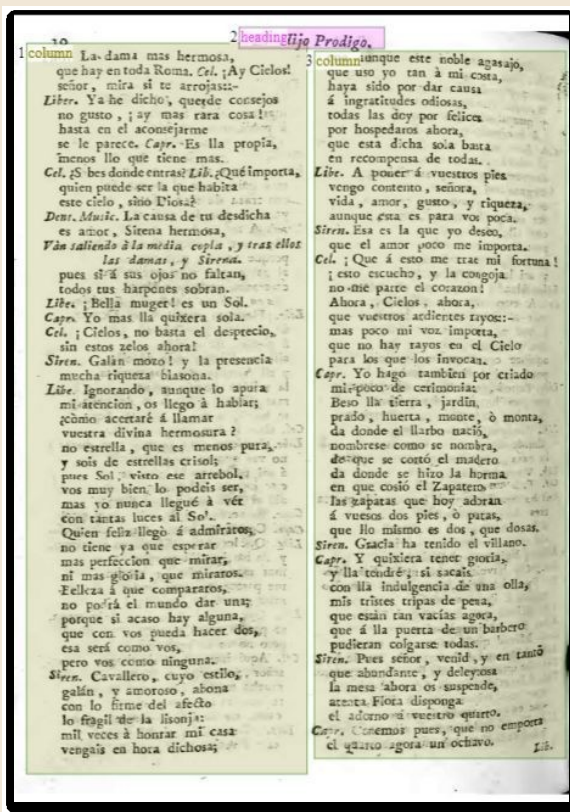 10
2 heading
lijo Prodigo.
1 column
La dama mas hermosa,
que hay en toda Roma. Cel. ¡Ay Cielos!
señor, mira si te arrojas::-
Liber. Ya he dicho, que de consejos
no gusto, ¡ay mas rara cosa!
hasta en el aconsejarme
se le parece. Capr. Es lla propia,
menos llo que tiene mas.
Cel. ¿S bes donde entras? Lib. ¿Qué importa,
quien puede ser la que habita
este cielo, sino Diosa?
Dent. Music. La causa de tu desdicha
es amor, Sirena hermosa,
Vàn saliendo à la media copla, y tras ellos
las damas, y Sirena.
pues si á sus ojos no faltan,
todos tus harpones sobran.
Libe. ¡Bella muger! es un Sol.
Capr. Yo mas lla quixera sola.
Cel. ¡Cielos, no basta el desprecio,
sin estos zelos ahora!
Siren. Galán mozo! y la presencia
mucha riqueza blasona.
Libe. Ignorando, aunque lo apura
mi atencion, os llego à hablar;
¿còmo acertaré á llamar
vuestra divina hermosura?
no estrella, que es menos pura,
y sois de estrellas crisol;
pues Sol, visto ese arrebol,
vos muy bien lo podeis ser,
mas yo nunca llegué à vér
con tantas luces al Sol.
Quien feliz llegò á admiraros,
no tiene ya que esperar
mas perfeccion que mirar,
ni mas gloria, que miraros.
Belleza á que compararos,
no podrá el mundo dar una;
porque si acaso hay alguna,
que con vos pueda hacer dos,
esa será como vos,
pero vos como ninguna.
Siren. Cavallero, cuyo estilo,
galán, y amoroso, abona
con lo firme del afecto
lo fragil de la lisonja:
mil veces à honrar mi casa
vengais en hora dichosa;
3 column
aunque este noble agasajo,
que uso yo tan à mi costa,
haya sido por dar causa
á ingratitudes odiosas,
todas las doy por felices
por hospedaros ahora,
que esta dicha sola basta
en recompensa de todas.
Libe. A poner á vuestros pies
vengo contento, señora,
vida, amor, gusto, y riqueza,
aunque esta es para vos poca.
Siren. Esa es la que yo deseo,
que el amor poco me importa.
Cel. ¡Que á esto me trae mi fortuna!
¡esto escucho, y la congoja
no me parte el corazon!
Ahora, Cielos, ahora,
que vuestros ardientes rayos::-
mas poco mi voz importa,
que no hay rayos en el Cielo
para los que los invocan.
Capr. Yo hago tambien por criado
mi poco de cerimonia:
Beso lla tierra, jardin,
prado, huerta, monte, ò monta,
da donde el llarbo nació,
nombrese como se nombra,
de que se cortó el madero
da donde se hizo la horma
en que cosió el Zapatero
las zapatas que hoy adoran
á vuesos dos pies, ò patas,
que llo mismo es dos, que dosas.
Siren. Gracia ha tenido el villano.
Capr. Y quixiera tener gloria,
y lla tendré, si sacais
con lla indulgencia de una olla,
mis tristes tripas de pena,
que están tan vacías agora,
que á lla puerta de un barbero
pudieran colgarse todas.
Siren. Pues señor, venid, y en tanto
que abundante, y deleytosa
la mesa ahora os suspende,
atenta Flora disponga
el adorno á vuestro quarto.
Capr. Cenemos pues, que no emporta
el quarto agora un ochavo.
Lib.